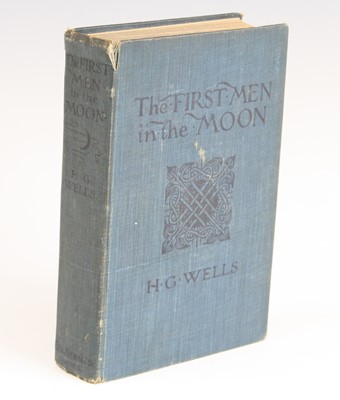 The FIRST MEN
in the MOON
H·G·WELLS
The FIRST
MEN
in the
MOON
H. G.
WELLS